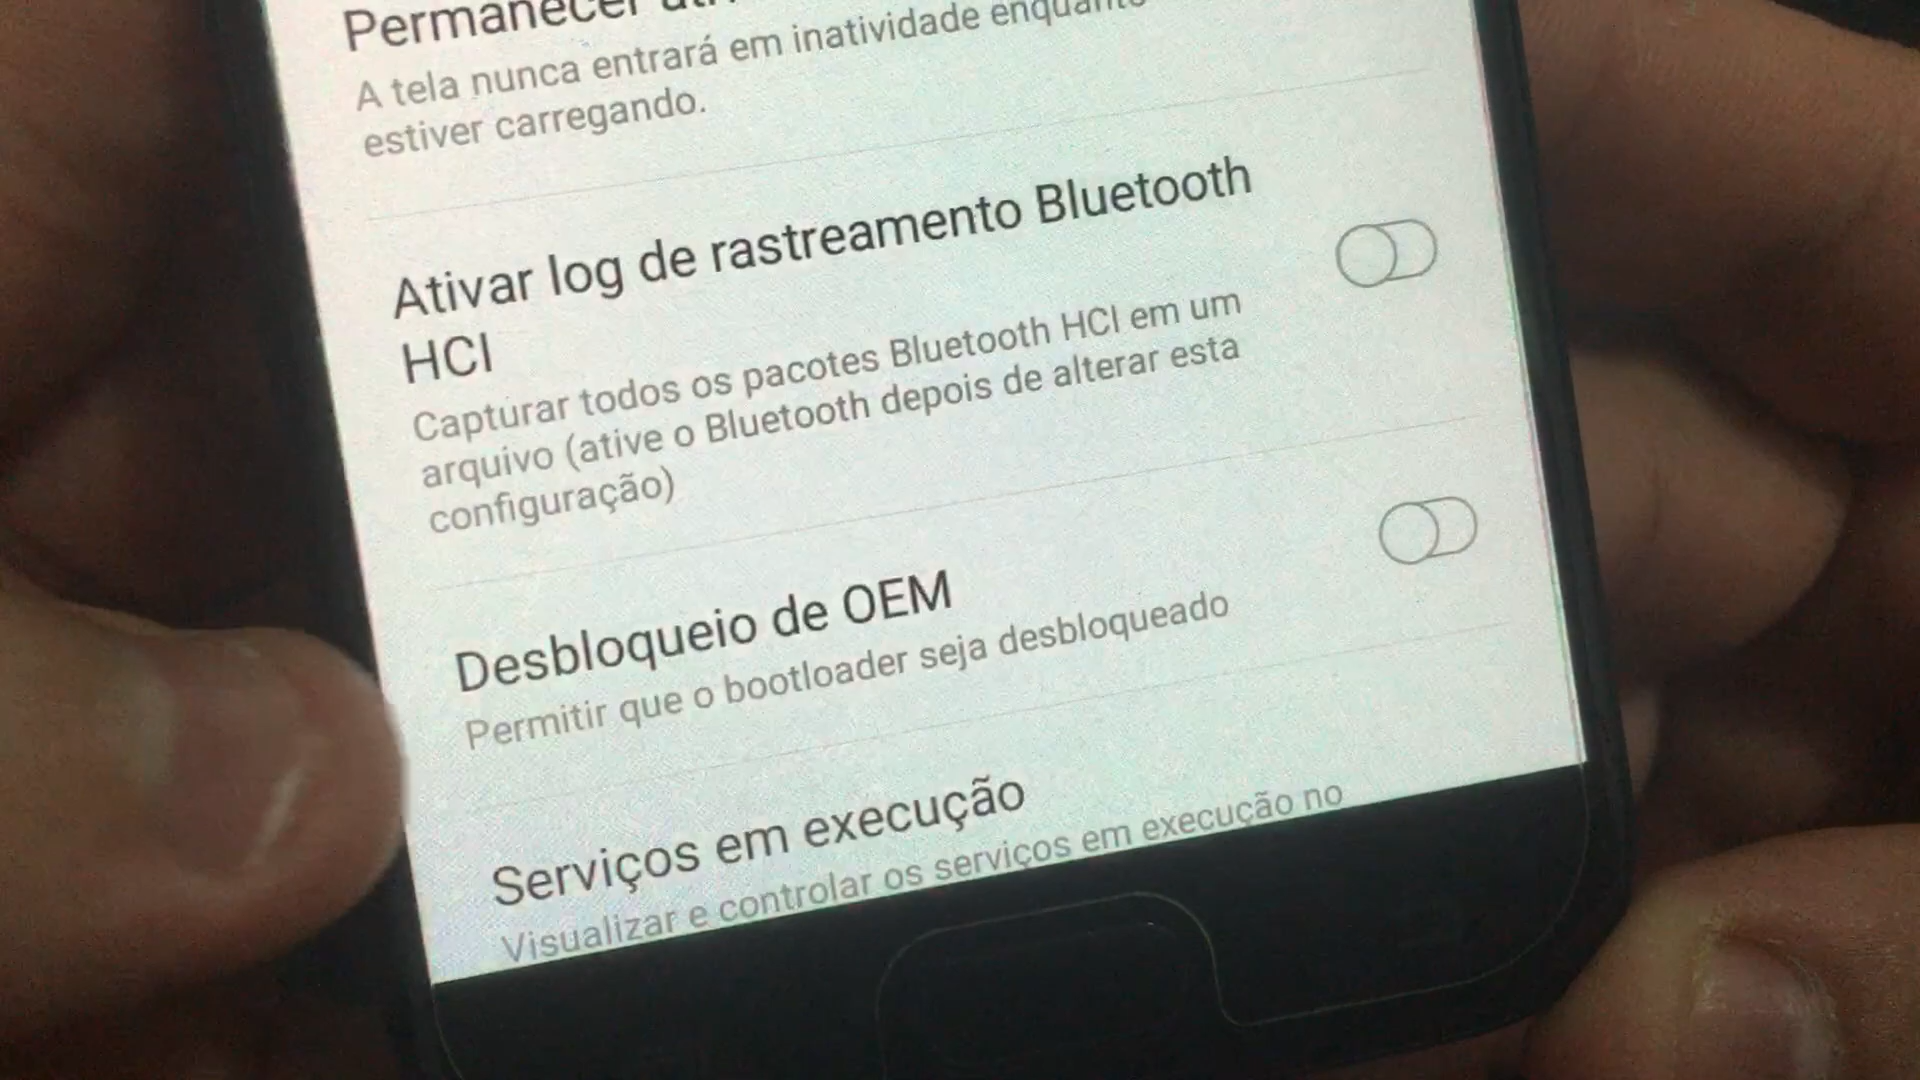 Permanecer
A tela nunca entrará em inatividade enquanto
estiver carregando.
Ativar log de rastreamento Bluetooth
HCI
Capturar todos os pacotes Bluetooth HCI em um
arquivo (ative o Bluetooth depois de alterar esta
configuração)
Desbloqueio de OEM
Permitir que o bootloader seja desbloqueado
Serviços em execução
Visualizar e controlar os serviços em execução no